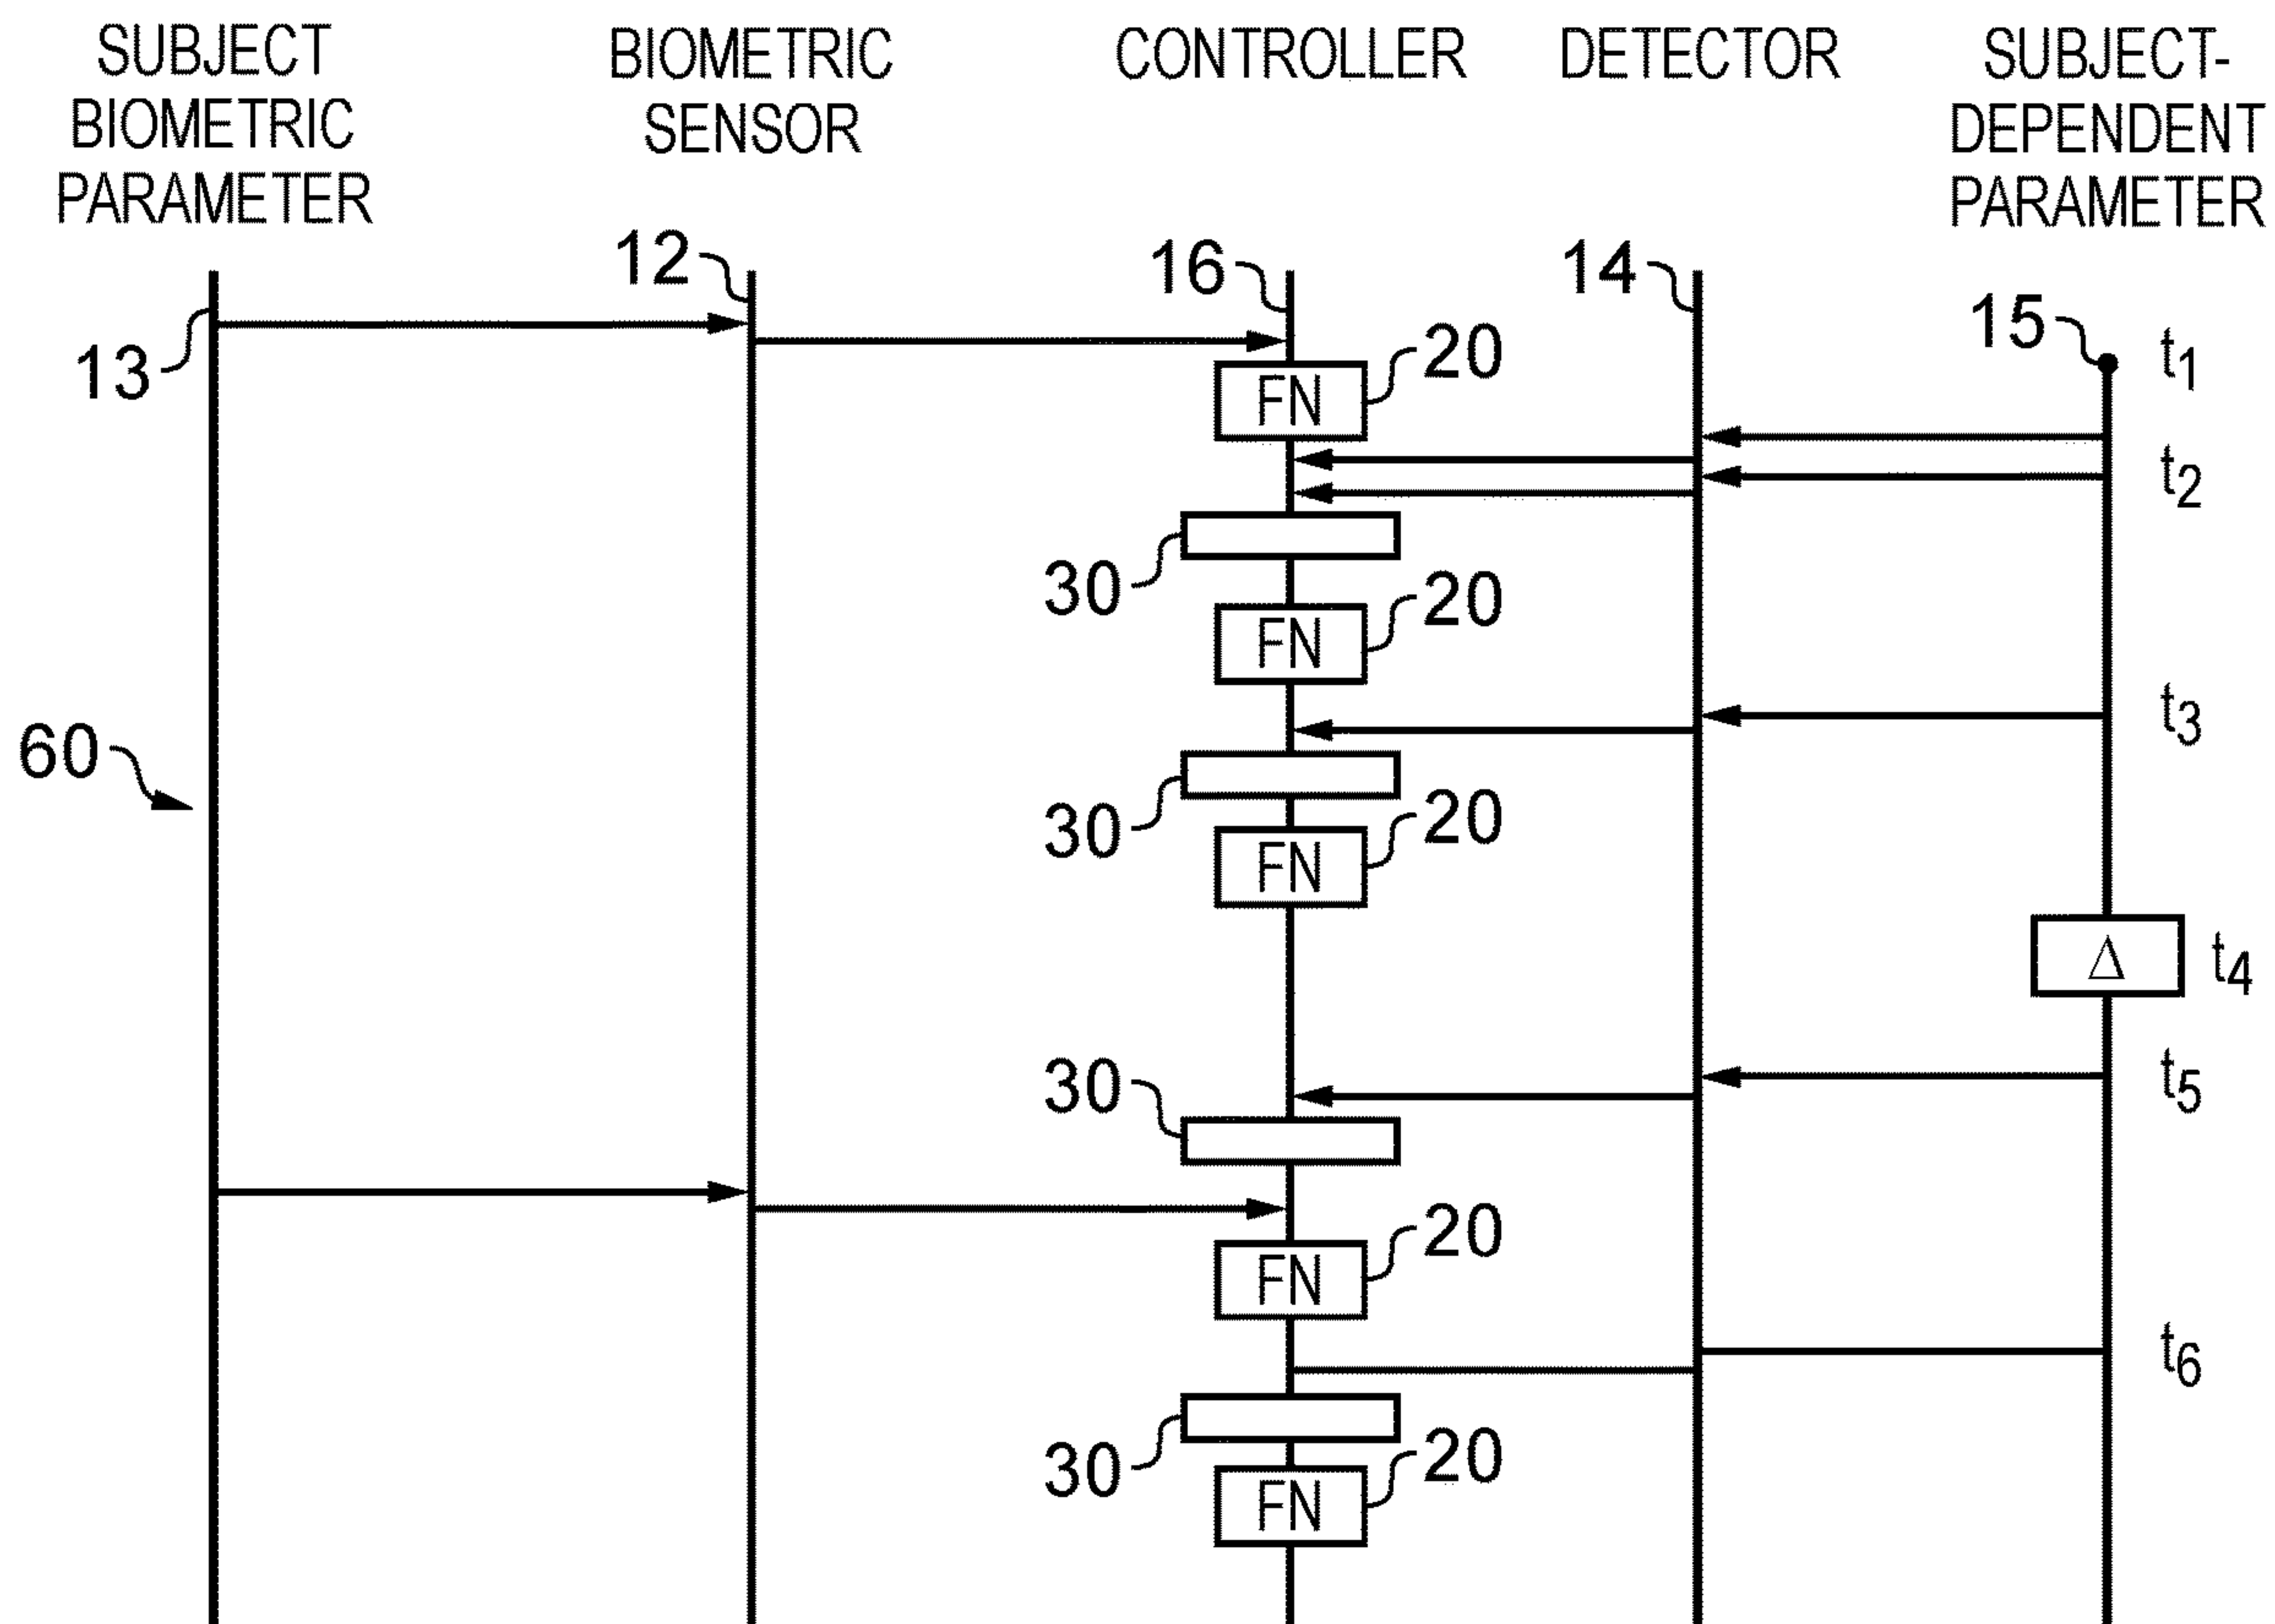 SUBJECT
BIOMETRIC
PARAMETER
BIOMETRIC
SENSOR
CONTROLLER
DETECTOR
SUBJECT-
DEPENDENT
PARAMETER
12
16
14
15
13
20
t1
FN
t2
30
20
FN
t3
60
30
20
FN
Δ
t4
30
t5
20
FN
t6
30
20
FN